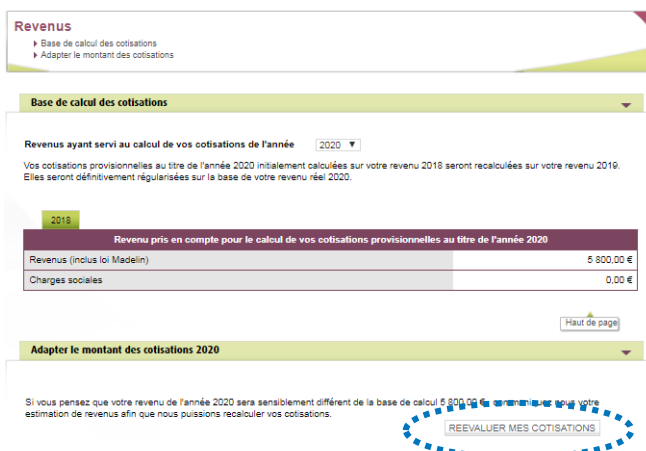 Revenus
Base de calcul des cotisations
Adapter le montant des cotisations
Base de calcul des cotisations
Revenus ayant servi au calcul de vos cotisations de l'année 2020
Vos cotisations provisionnelles au titre de l'année 2020 initialement calculées sur votre revenu 2018 seront recalculées sur votre revenu 2019.
Elles seront définitivement régularisées sur la base de votre revenu réel 2020.
2018
Revenu pris en compte pour le calcul de vos cotisations provisionnelles au titre de l'année 2020
Revenus (inclus loi Madelin) 5 800,00 €
Charges sociales 0,00 €
Haut de page
Adapter le montant des cotisations 2020
Si vous pensez que votre revenu de l'année 2020 sera sensiblement différent de la base de calcul 5 800,00 €, communiquez nous votre
estimation de revenus afin que nous puissions recalculer vos cotisations.
REEVALUER MES COTISATIONS